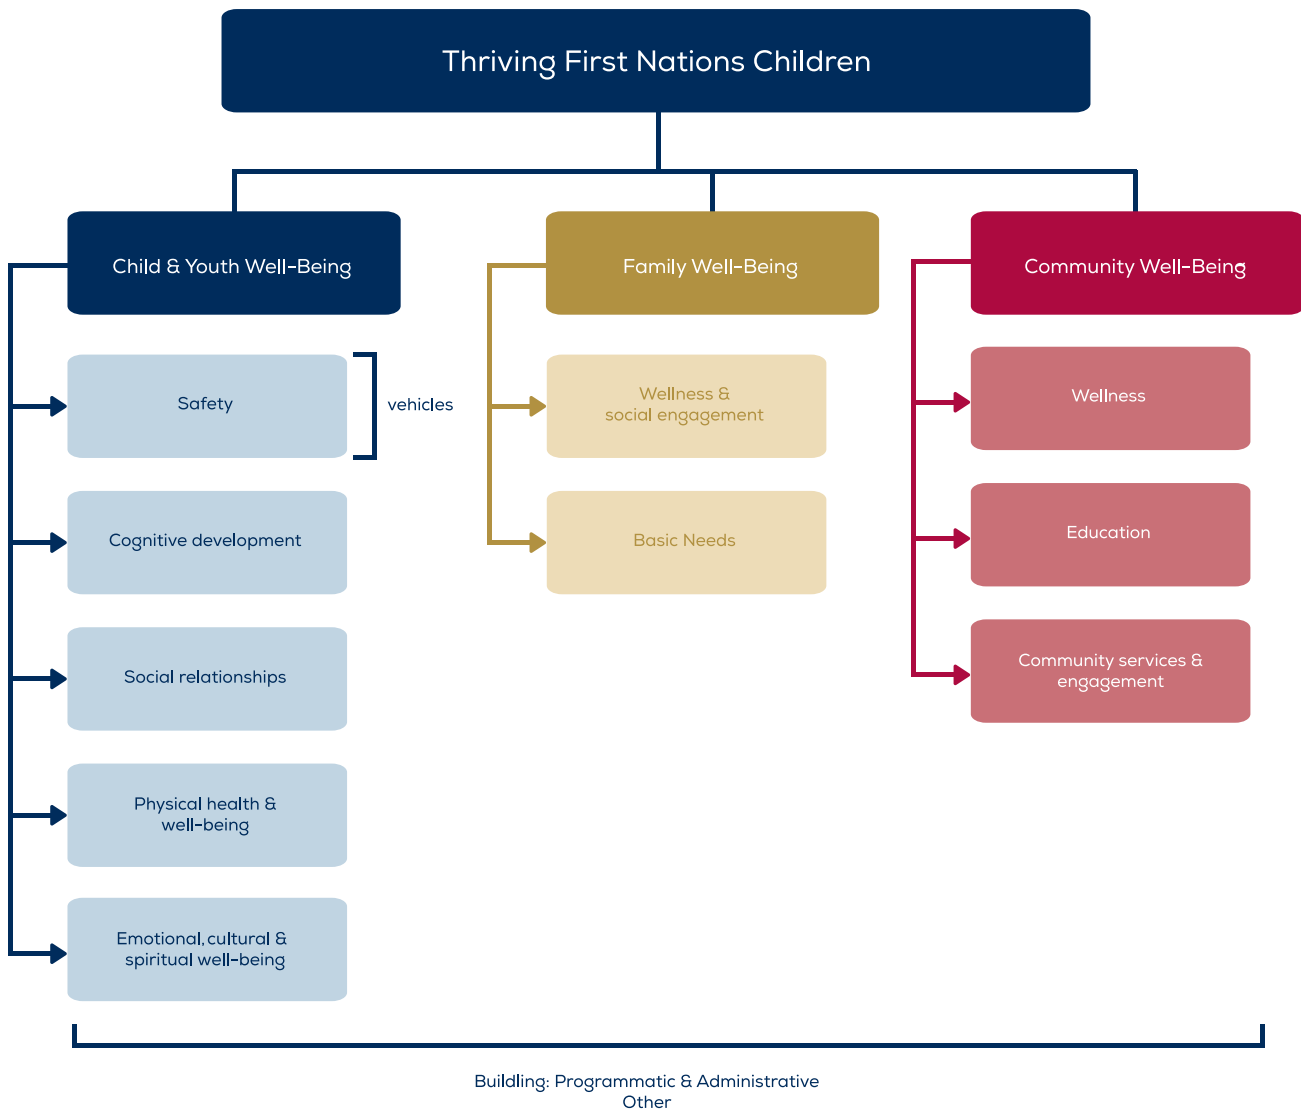 Thriving First Nations Children
Child & Youth Well-Being
Safety
vehicles
Cognitive development
Social relationships
Physical health &
well-being
Emotional, cultural &
spiritual well-being
Family Well-Being
Wellness &
social engagement
Basic Needs
Community Well-Being
Wellness
Education
Community services &
engagement
Buildling: Programmatic & Administrative
Other